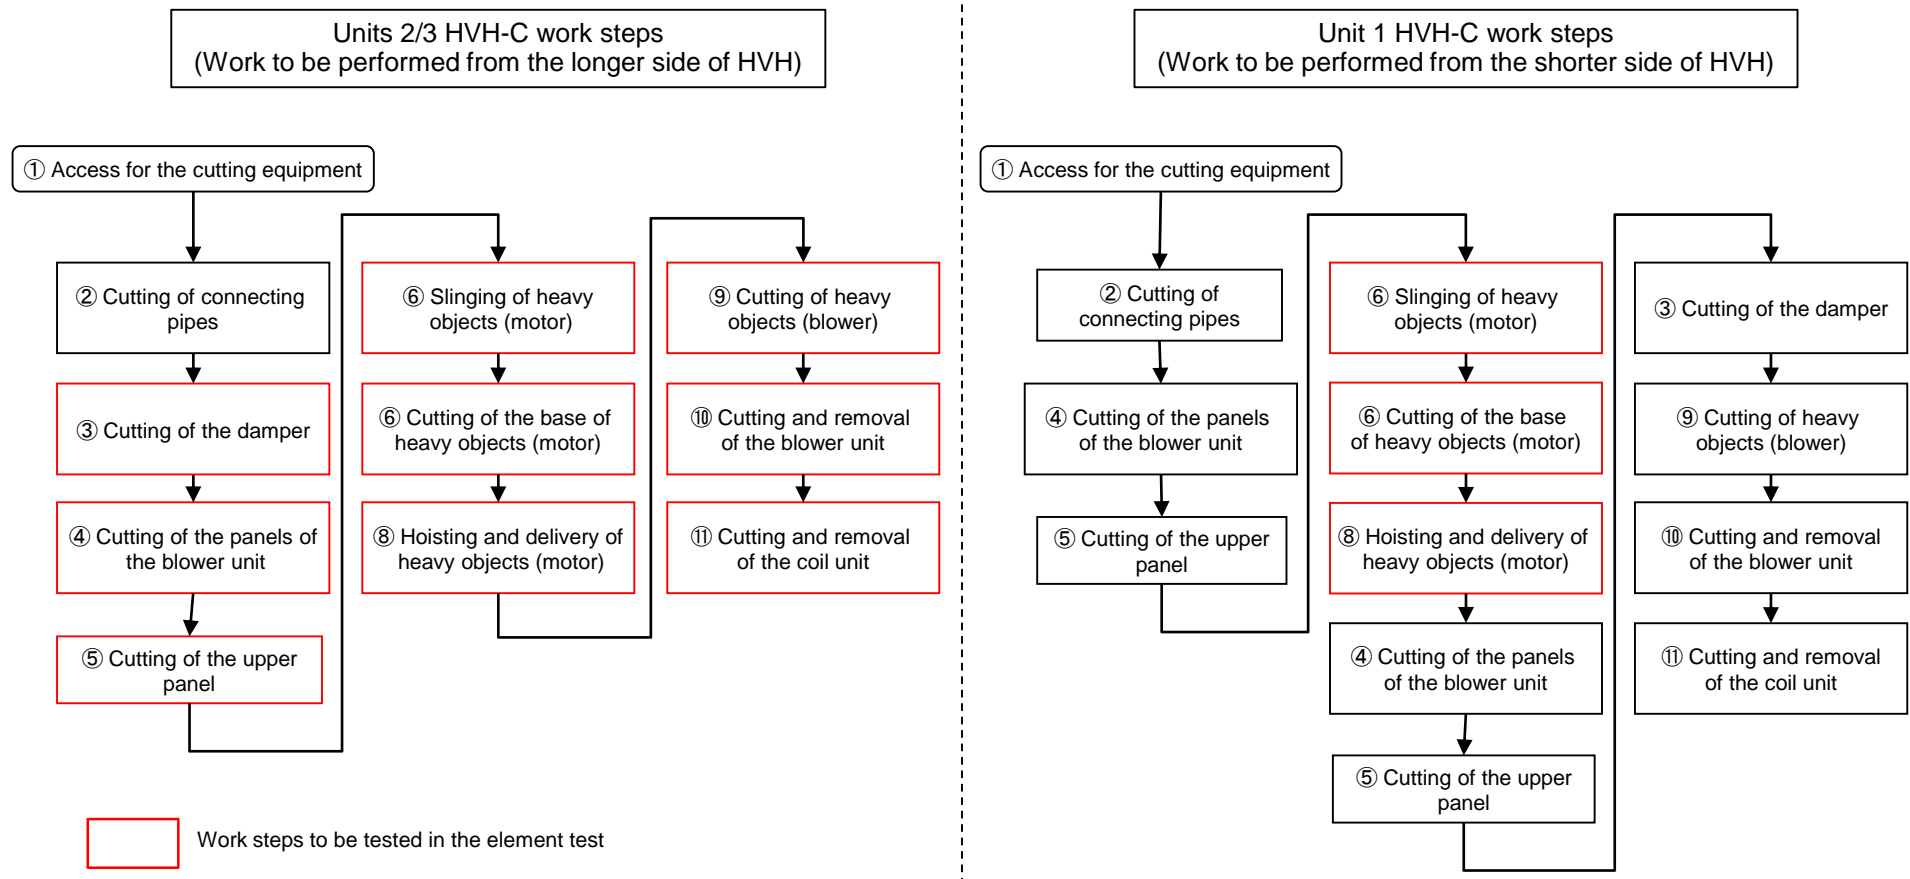 Units 2/3 HVH-C work steps
(Work to be performed from the longer side of HVH)
① Access for the cutting equipment
② Cutting of connecting
pipes
③ Cutting of the damper
④ Cutting of the panels of
the blower unit
⑤ Cutting of the upper
panel
⑥ Slinging of heavy
objects (motor)
⑥ Cutting of the base of
heavy objects (motor)
⑧ Hoisting and delivery of
heavy objects (motor)
⑨ Cutting of heavy
objects (blower)
⑩ Cutting and removal
of the blower unit
⑪ Cutting and removal
of the coil unit
Work steps to be tested in the element test
Unit 1 HVH-C work steps
(Work to be performed from the shorter side of HVH)
① Access for the cutting equipment
② Cutting of
connecting pipes
④ Cutting of the panels
of the blower unit
⑤ Cutting of the upper
panel
⑥ Slinging of heavy
objects (motor)
⑥ Cutting of the base
of heavy objects (motor)
⑧ Hoisting and delivery of
heavy objects (motor)
④ Cutting of the panels
of the blower unit
⑤ Cutting of the upper
panel
③ Cutting of the damper
⑨ Cutting of heavy
objects (blower)
⑩ Cutting and removal
of the blower unit
⑪ Cutting and removal
of the coil unit